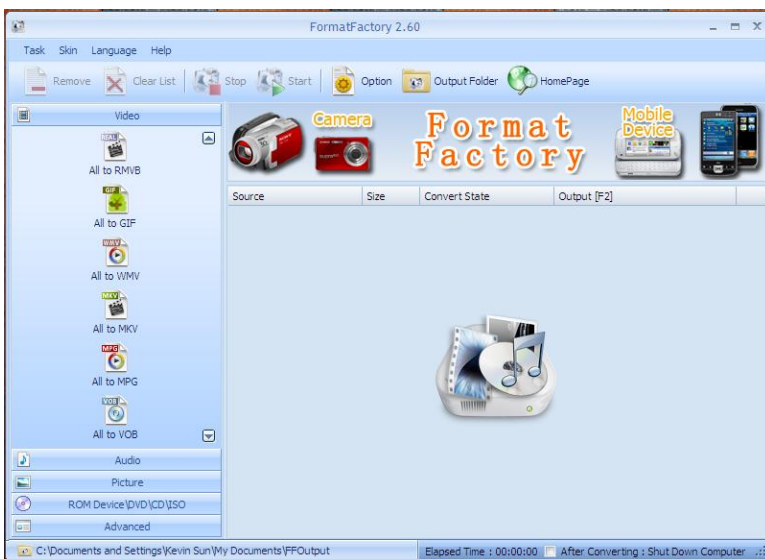 FormatFactory 2.60
Task Skin Language Help
Remove Clear List Stop Start Option Output Folder HomePage
Video
REAL
All to RMVB
GIF
All to GIF
WMV
All to WMV
MKV
All to MKV
MPG
All to MPG
VOB
All to VOB
Audio
Picture
ROM Device\DVD\CD\ISO
Advanced
Camera
Format
Factory
Mobile
Device
Source Size Convert State Output [F2]
C:\Documents and Settings\Kevin Sun\My Documents\FFOutput Elapsed Time : 00:00:00 After Converting : Shut Down Computer